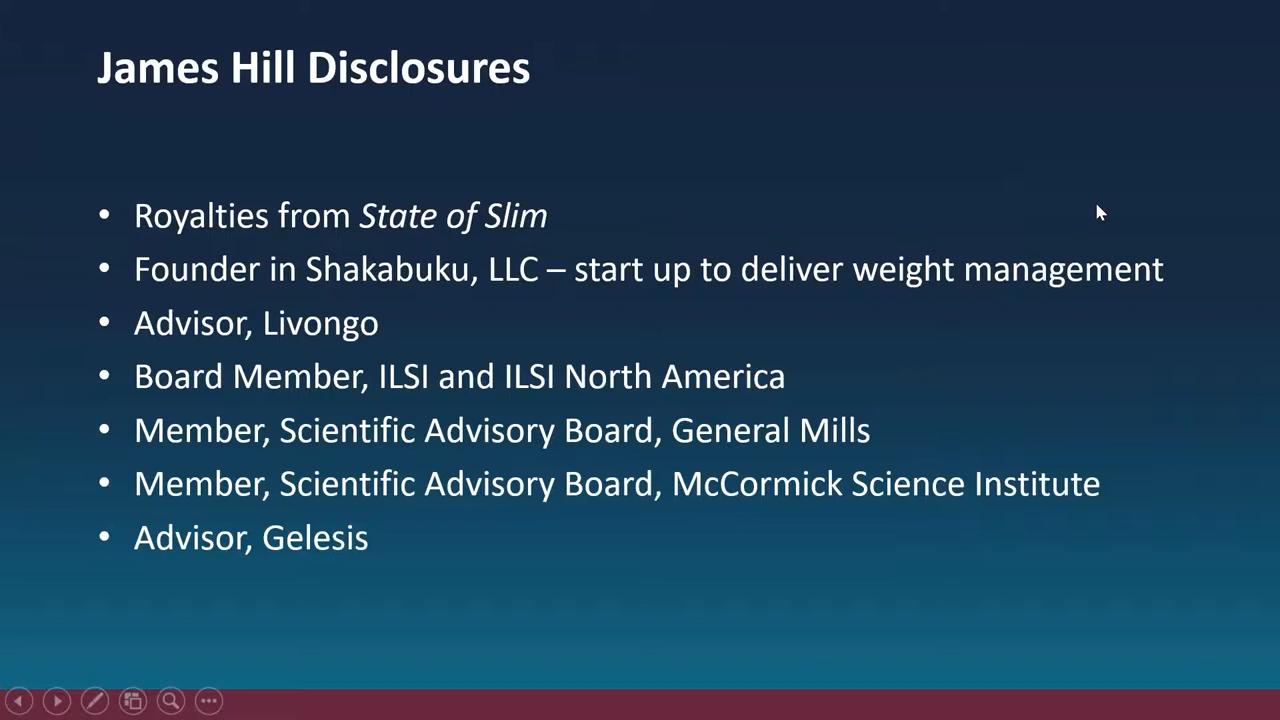 James Hill Disclosures
• Royalties from State of Slim
• Founder in Shakabuku, LLC – start up to deliver weight management
• Advisor, Livongo
• Board Member, ILSI and ILSI North America
• Member, Scientific Advisory Board, General Mills
• Member, Scientific Advisory Board, McCormick Science Institute
• Advisor, Gelesis